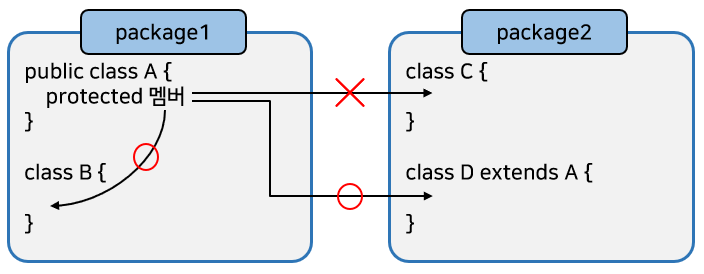 package1
public class A {
protected 멤버
}
class B {
}
package2
class C {
}
class D extends A {
}